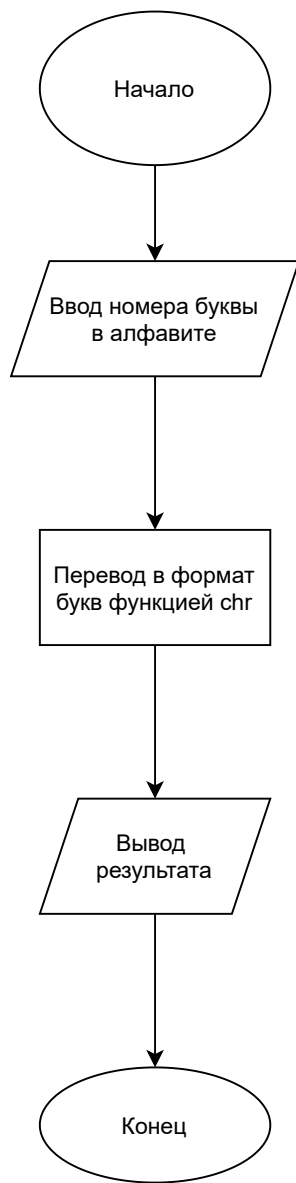 Начало
Ввод номера буквы
в алфавите
Перевод в формат
букв функцией chr
Вывод
результата
Конец